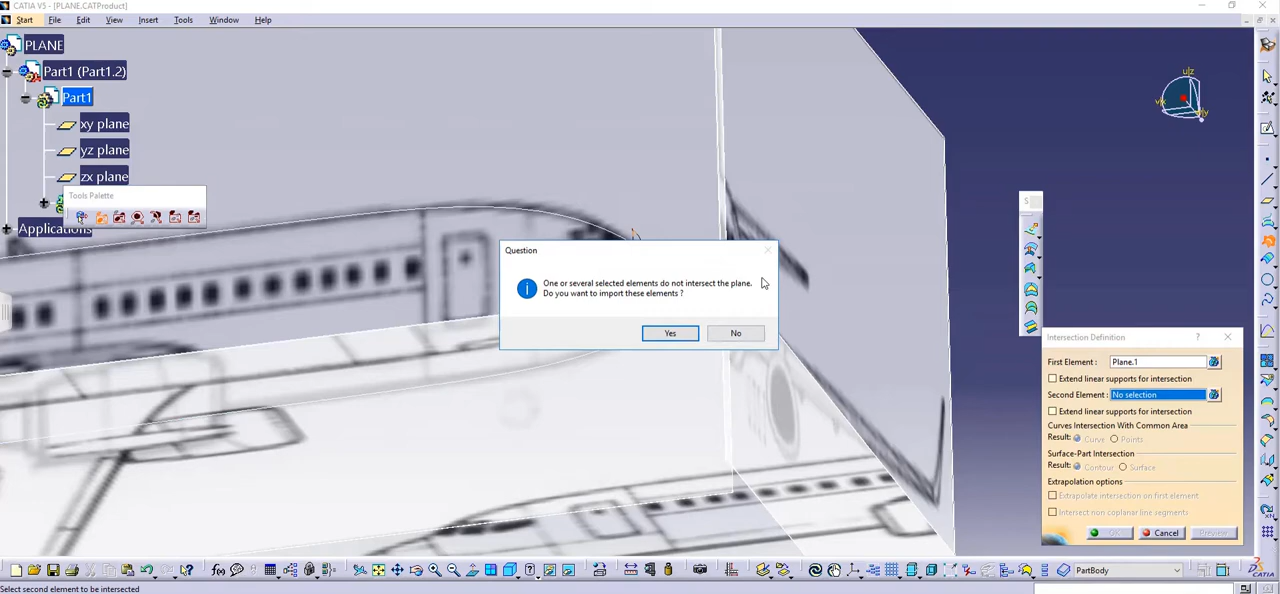 CATIA V5 - [PLANE.CATProduct]
Start File Edit View Insert Tools Window Help
PLANE
Part1 (Part1.2)
Part1
xy plane
yz plane
zx plane
Tools Palette
Applications
u|z
v|x
y
Question
One or several selected elements do not intersect the plane.
Do you want to import these elements ?
Yes No
S
Intersection Definition ?
First Element : Plane.1
Extend linear supports for intersection
Second Element : No selection
Extend linear supports for intersection
Curves Intersection With Common Area
Result: Curve Points
Surface-Part Intersection
Result: Contour Surface
Extrapolation options
Extrapolate intersection on first element
Intersect non coplanar line segments
Cancel Preview
f(x) PartBody
CATIA
Select second element to be intersected